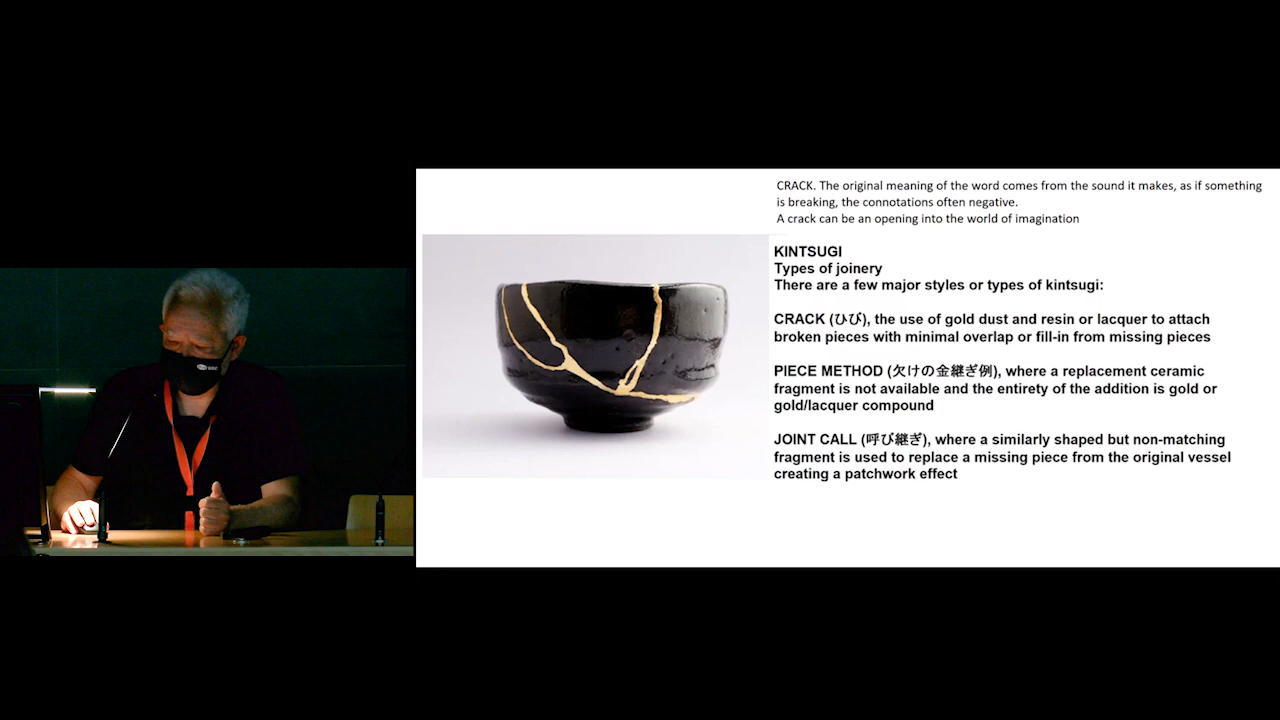 CRACK. The original meaning of the word comes from the sound it makes, as if something
is breaking, the connotations often negative.
A crack can be an opening into the world of imagination
KINTSUGI
Types of joinery
There are a few major styles or types of kintsugi:
CRACK (ひび), the use of gold dust and resin or lacquer to attach
broken pieces with minimal overlap or fill-in from missing pieces
PIECE METHOD (欠けの金継ぎ例), where a replacement ceramic
fragment is not available and the entirety of the addition is gold or
gold/lacquer compound
JOINT CALL (呼び継ぎ), where a similarly shaped but non-matching
fragment is used to replace a missing piece from the original vessel
creating a patchwork effect